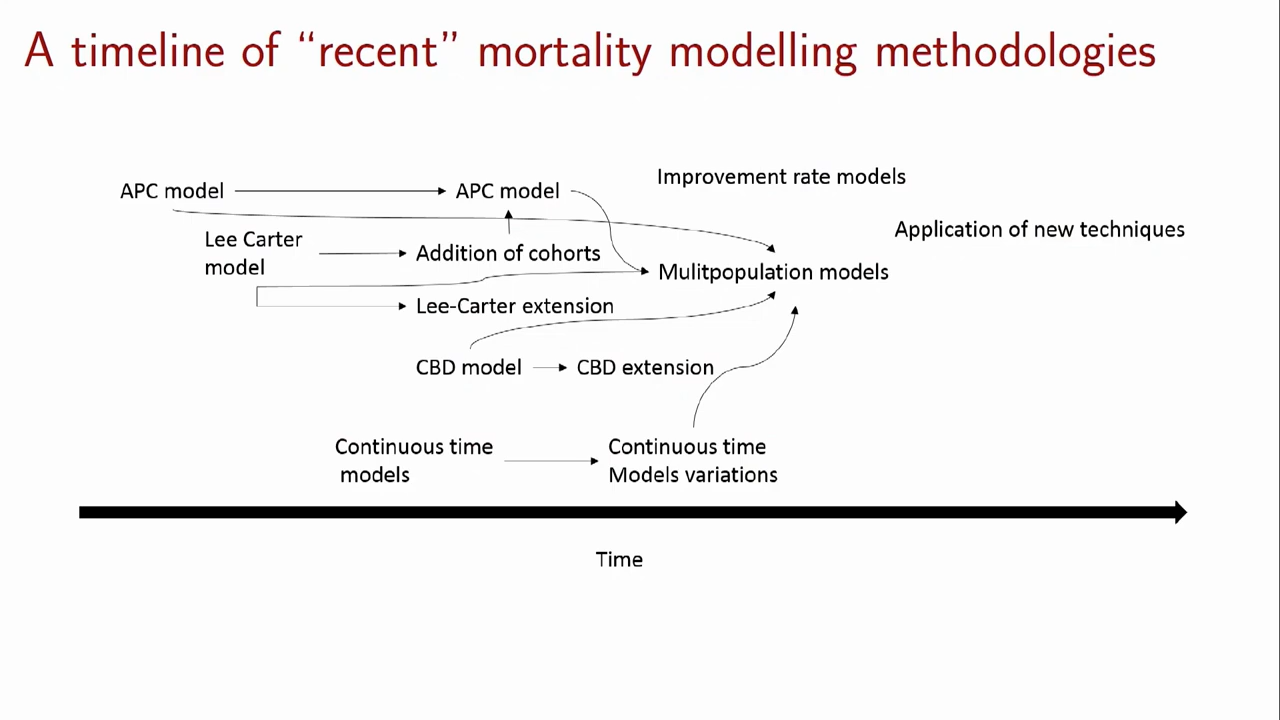 A timeline of “recent” mortality modelling methodologies
APC model
APC model
Improvement rate models
Application of new techniques
Lee Carter
model
Addition of cohorts
Mulitpopulation models
Lee-Carter extension
CBD model
CBD extension
Continuous time
models
Continuous time
Models variations
Time